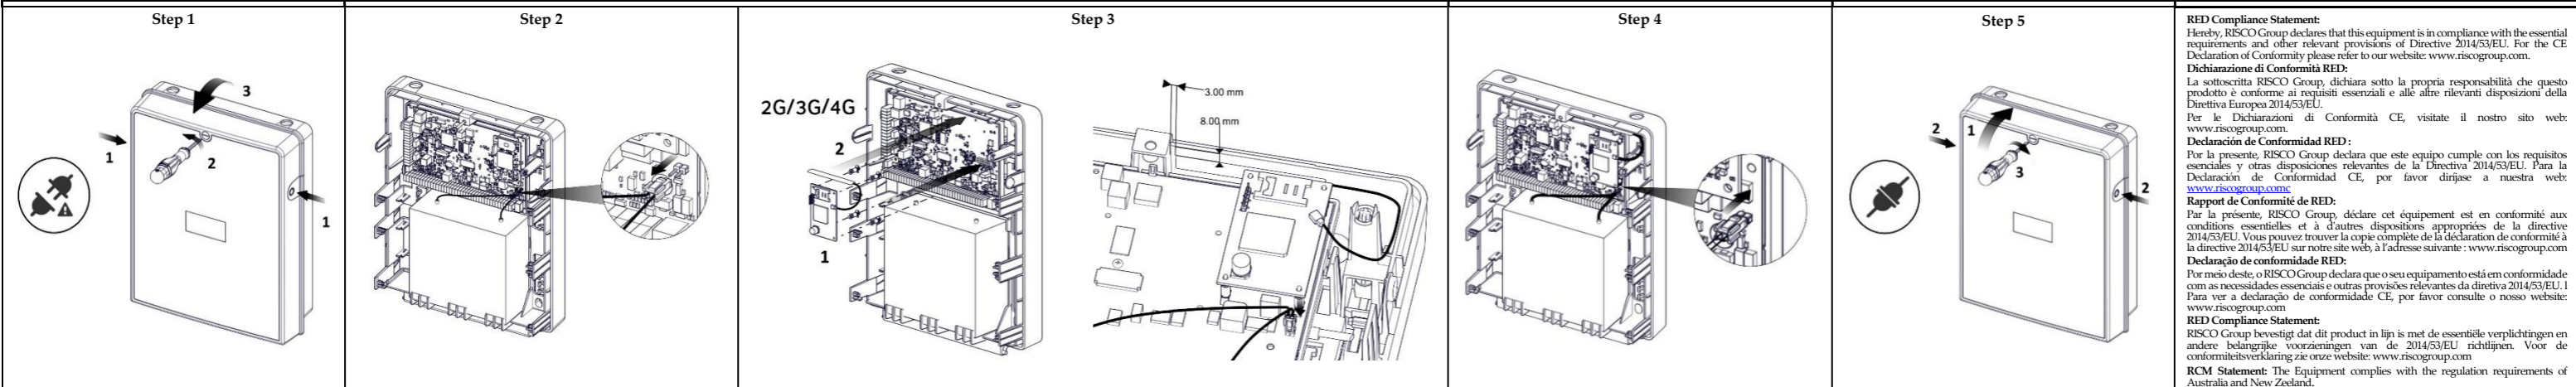 Step 1
3
1
2
1
Step 2
Step 3
2G/3G/4G
2
1
3.00 mm
8.00 mm
Step 4
Step 5
2
1
3
2
RED Compliance Statement:
Hereby, RISCO Group declares that this equipment is in compliance with the essential
requirements and other relevant provisions of Directive 2014/53/EU. For the CE
Declaration of Conformity please refer to our website: www.riscogroup.com.
Dichiarazione di Conformità RED:
La sottoscritta RISCO Group, dichiara sotto la propria responsabilità che questo
prodotto è conforme ai requisiti essenziali e alle altre rilevanti disposizioni della
Direttiva Europea 2014/53/EU.
Per le Dichiarazioni di Conformità CE, visitate il nostro sito web:
www.riscogroup.com.
Declaración de Conformidad RED :
Por la presente, RISCO Group declara que este equipo cumple con los requisitos
esenciales y otras disposiciones relevantes de la Directiva 2014/53/EU. Para la
Declaración de Conformidad CE, por favor diríjase a nuestra web:
www.riscogroup.comc
Rapport de Conformité de RED:
Par la présente, RISCO Group, déclare cet équipement est en conformité aux
conditions essentielles et à d'autres dispositions appropriées de la directive
2014/53/EU. Vous pouvez trouver la copie complète de la déclaration de conformité à
la directive 2014/53/EU sur notre site web, à l'adresse suivante : www.riscogroup.com
Declaração de conformidade RED:
Por meio deste, o RISCO Group declara que o seu equipamento está em conformidade
com as necessidades essenciais e outras provisões relevantes da diretiva 2014/53/EU. l
Para ver a declaração de conformidade CE, por favor consulte o nosso website:
www.riscogroup.com
RED Compliance Statement:
RISCO Group bevestigt dat dit product in lijn is met de essentiële verplichtingen en
andere belangrijke voorzieningen van de 2014/53/EU richtlijnen. Voor de
conformiteitsverklaring zie onze website: www.riscogroup.com
RCM Statement: The Equipment complies with the regulation requirements of
Australia and New Zeeland.